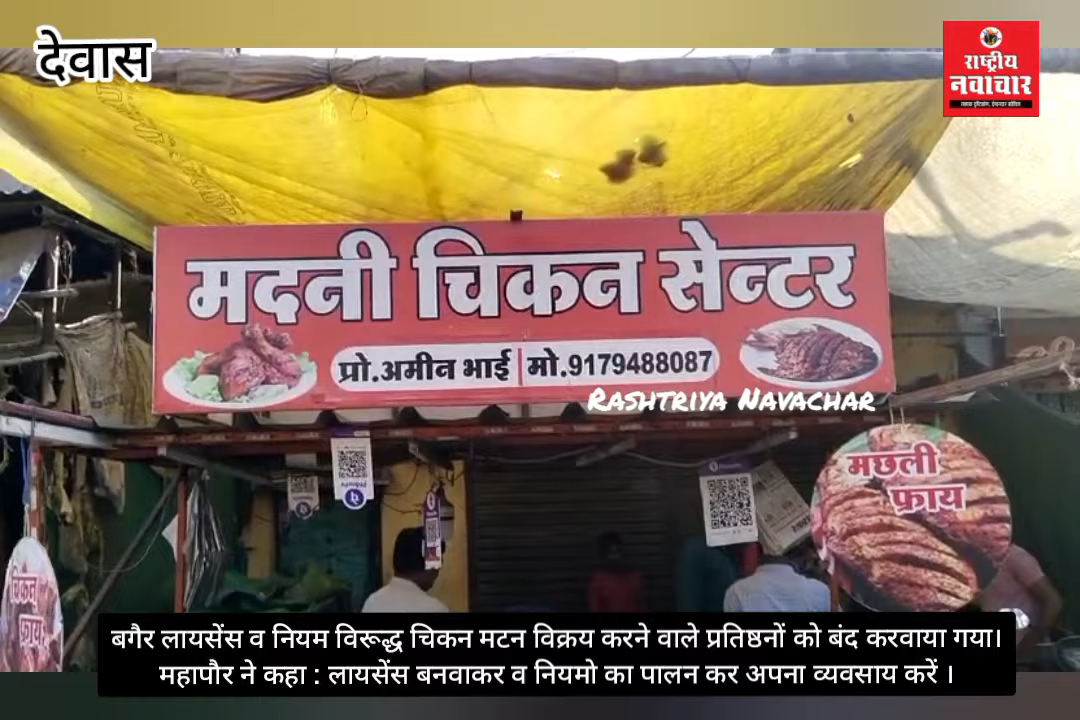 देवास
राष्ट्रीय
नवाचार
मदनी चिकन सेन्टर
प्रो.अमीन भाई | मो.9179488087
RASHTRIYA NAVACHAR
मछली
फ्राय
चिकन
फ्राय
बगैर लायसेंस व नियम विरूद्ध चिकन मटन विक्रय करने वाले प्रतिष्ठनों को बंद करवाया गया।
महापौर ने कहा : लायसेंस बनवाकर व नियमो का पालन कर अपना व्यवसाय करें ।